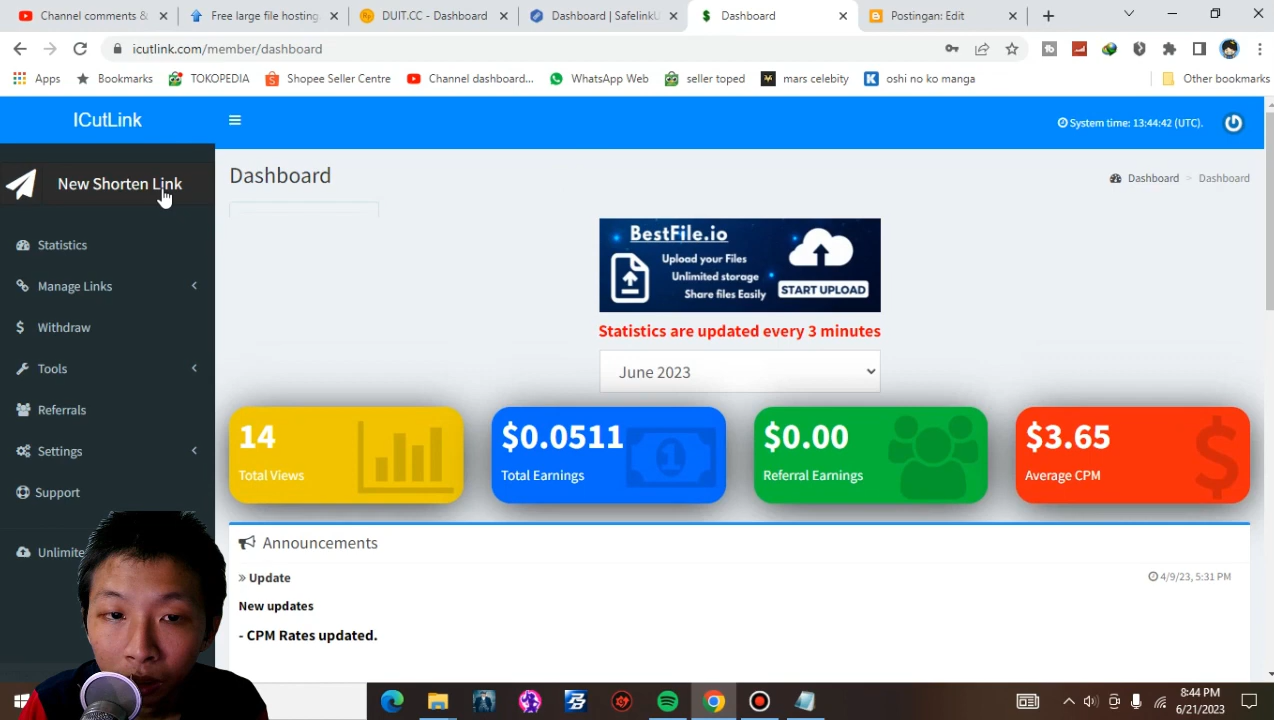 Channel comments &
Free large file hosting
DUIT.CC - Dashboard
Dashboard | SafelinkU
Dashboard
Postingan: Edit
icutlink.com/member/dashboard
Apps
Bookmarks
TOKOPEDIA
Shopee Seller Centre
Channel dashboard...
WhatsApp Web
seller toped
mars celebity
oshi no ko manga
Other bookmarks
ICutLink
System time: 13:44:42 (UTC).
New Shorten Link
Dashboard
Dashboard > Dashboard
Statistics
Manage Links
Withdraw
Tools
Referrals
Settings
Support
Unlimite
BestFile.io
Upload your Files
Unlimited storage
Share files Easily
START UPLOAD
Statistics are updated every 3 minutes
June 2023
14
Total Views
$0.0511
Total Earnings
$0.00
Referral Earnings
$3.65
Average CPM
Announcements
» Update
4/9/23, 5:31 PM
New updates
- CPM Rates updated.
8:44 PM
6/21/2023